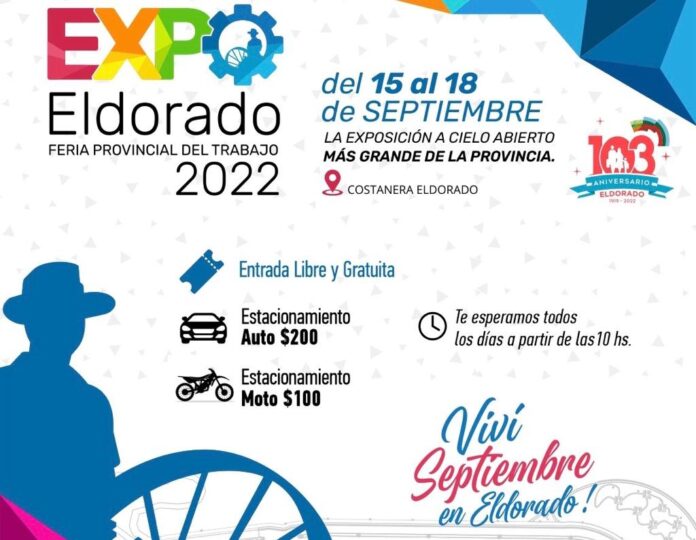 EXPO
Eldorado
FERIA PROVINCIAL DEL TRABAJO
2022
del 15 al 18
de SEPTIEMBRE
LA EXPOSICIÓN A CIELO ABIERTO
MÁS GRANDE DE LA PROVINCIA.
COSTANERA ELDORADO
103
ANIVERSARIO
ELDORADO
1919 - 2022
Entrada Libre y Gratuita
Estacionamiento
Auto $200
Estacionamiento
Moto $100
Te esperamos todos
los días a partir de las 10 hs.
Viví
Septiembre
en Eldorado!